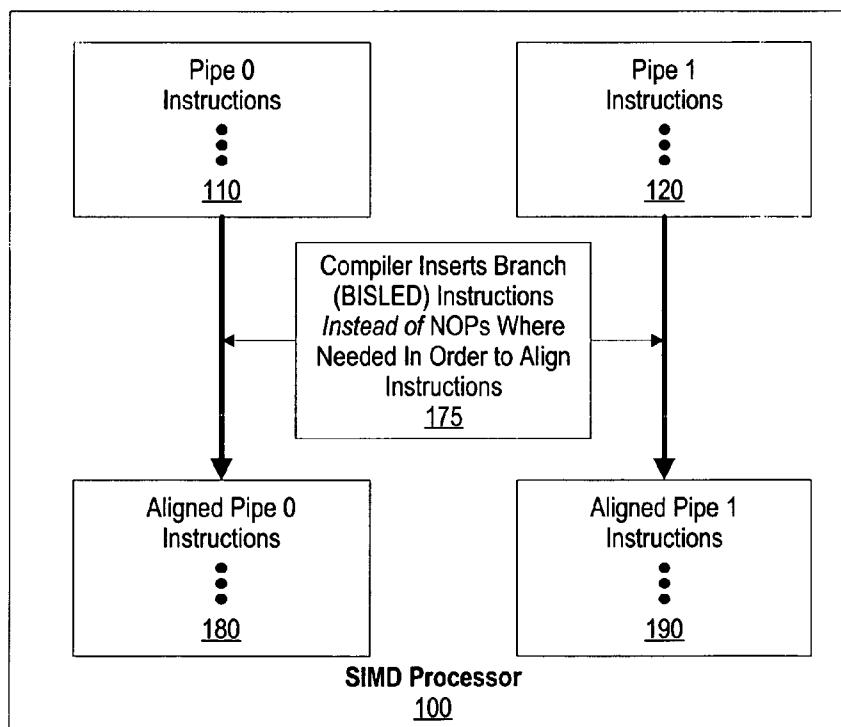 Pipe 0
Instructions
110
Pipe 1
Instructions
120
Compiler Inserts Branch
(BISLED) Instructions
Instead of NOPs Where
Needed In Order to Align
Instructions
175
Aligned Pipe 0
Instructions
180
Aligned Pipe 1
Instructions
190
SIMD Processor
100